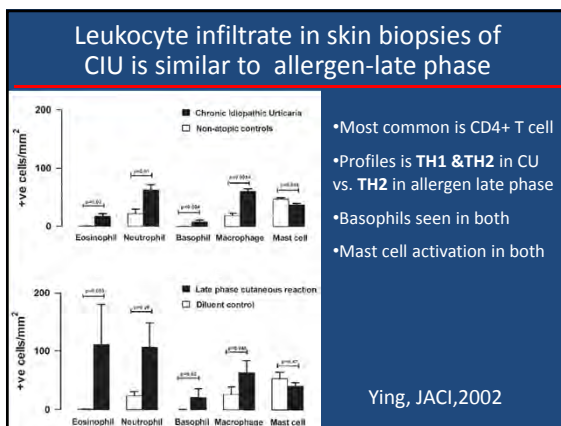 Leukocyte infiltrate in skin biopsies of
CIU is similar to allergen-late phase
200
100
0
+ve cells/mm²
Chronic Idiopathic Urticaria
Non-atopic controls
Eosinophil Neutrophil Basophil Macrophage Mast cell
200
100
0
+ve cells/mm²
Late phase cutaneous reaction
Diluent control
Eosinophil Neutrophil Basophil Macrophage Mast cell
•Most common is CD4+ T cell
•Profiles is TH1 &TH2 in CU
vs. TH2 in allergen late phase
•Basophils seen in both
•Mast cell activation in both
Ying, JACI,2002